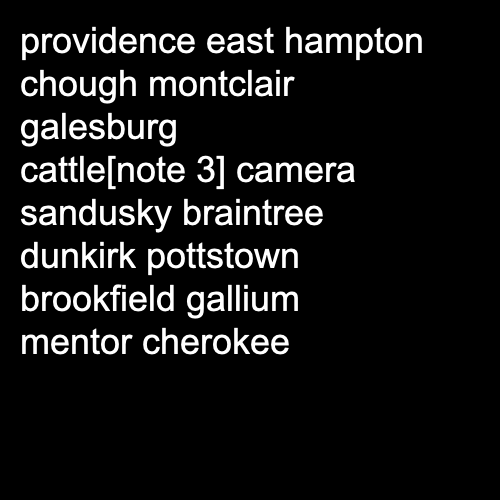 providence east hampton
chough montclair
galesburg
cattle[note 3] camera
sandusky braintree
dunkirk pottstown
brookfield gallium
mentor cherokee